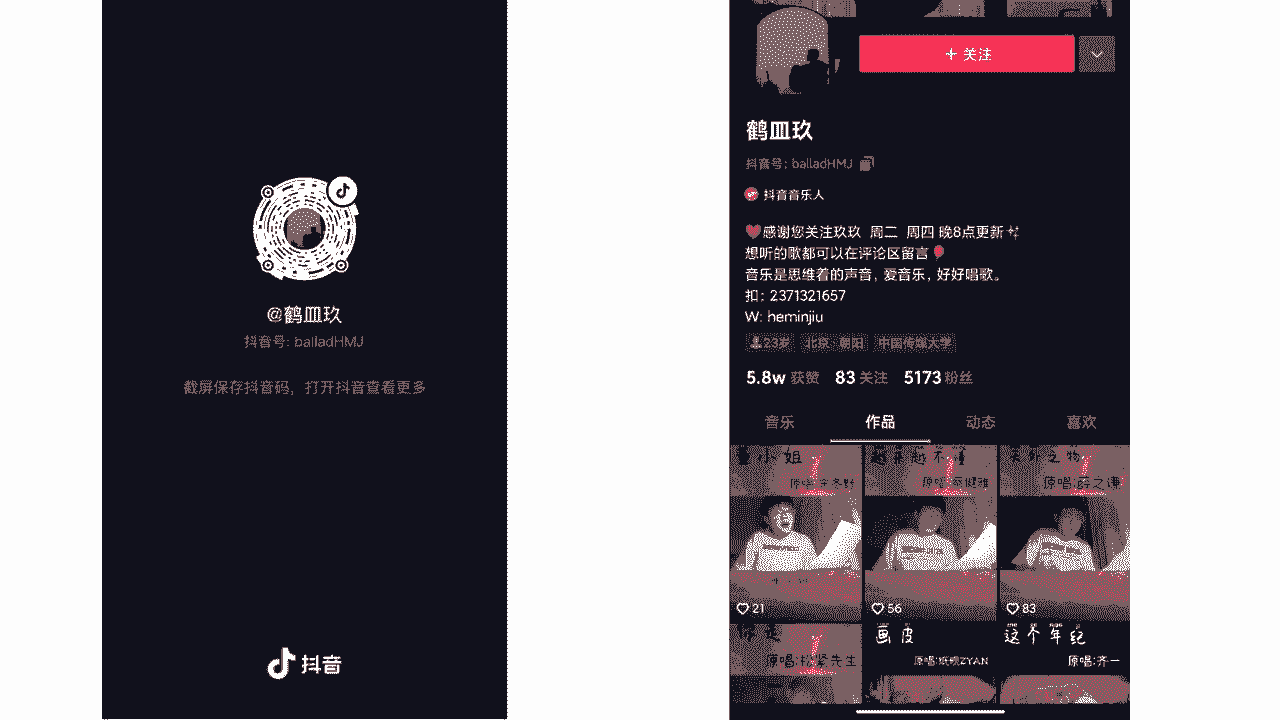 @鹤皿玖
抖音号: balladHMJ
截屏保存抖音码，打开抖音查看更多
抖音
+ 关注
鹤皿玖
抖音号: balladHMJ
抖音音乐人
感谢您关注玖玖 周二 周四 晚8点更新
想听的歌都可以在评论区留言
音乐是思维着的声音, 爱音乐, 好好唱歌。
扣: 2371321657
W: heminjiu
23岁 北京·朝阳 中国传媒大学
5.8w 获赞 83 关注 5173 粉丝
音乐 作品 动态 喜欢
小姐 越来越不懂 天外之物
原唱:宋冬野 原唱:蔡健雅 原唱:薛之谦
21 56 83
画皮 这个年纪
原唱:松紧先生 原唱:纸砚ZYAN 原唱:齐一